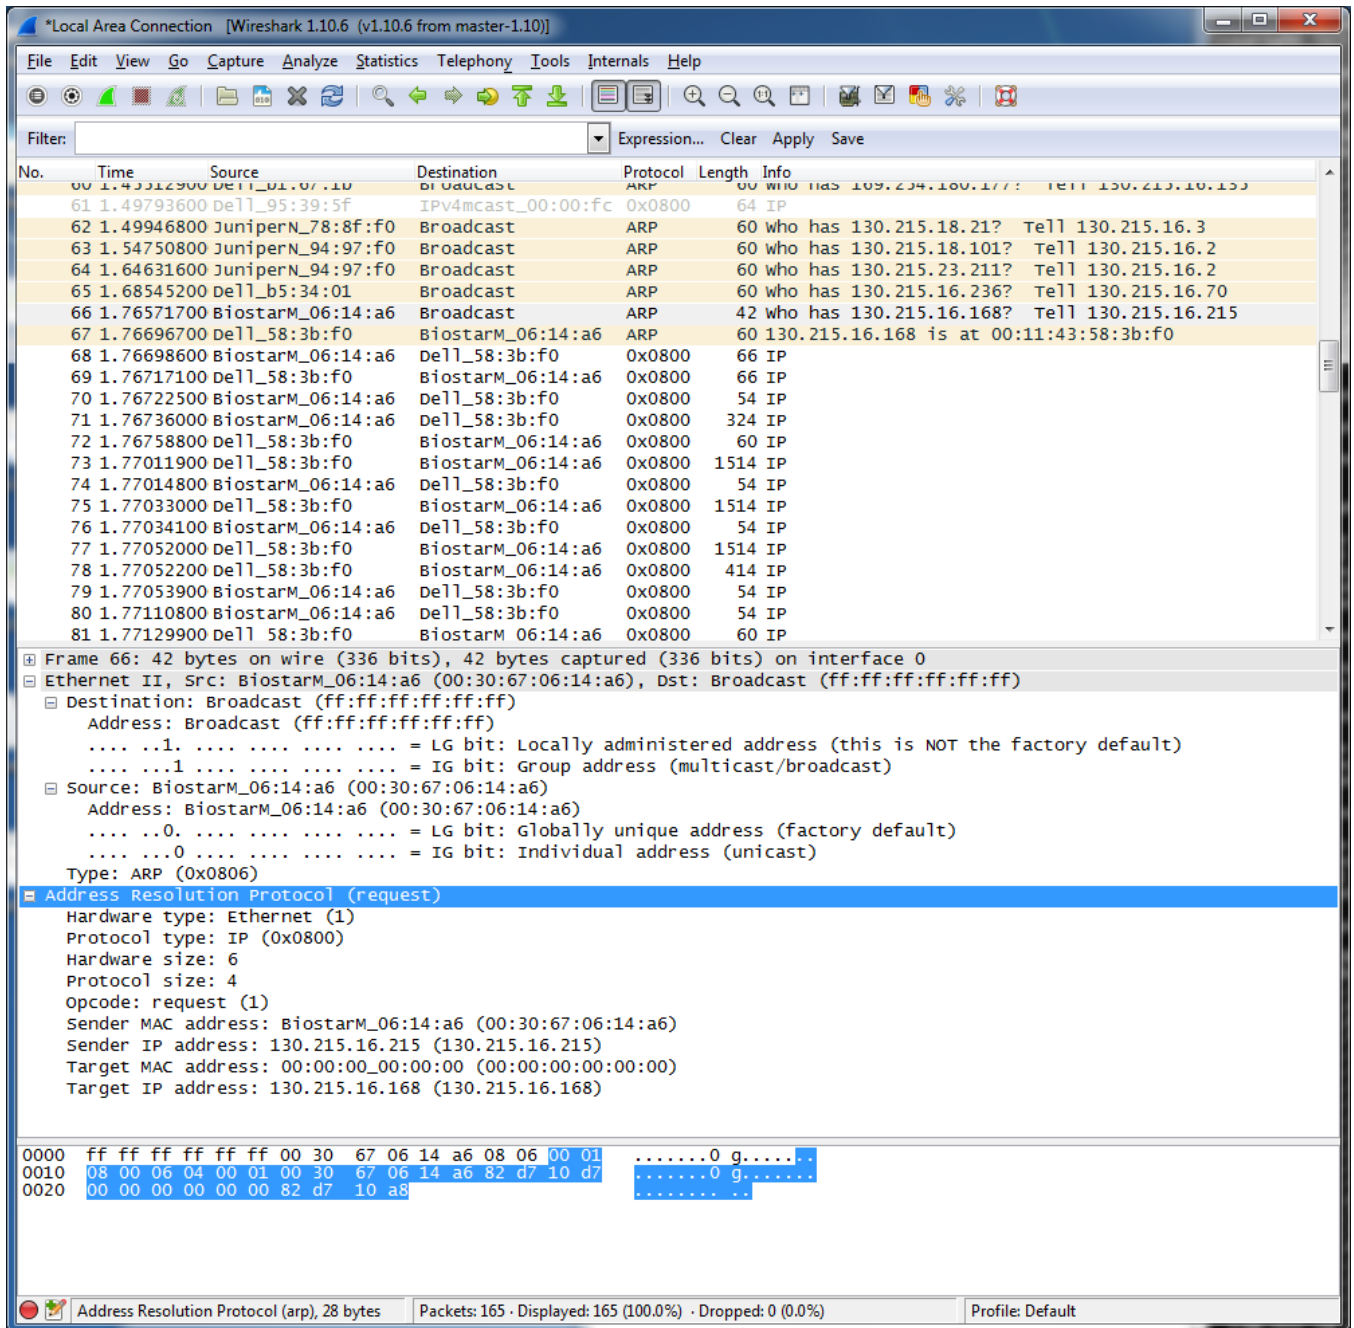 *Local Area Connection [Wireshark 1.10.6 (v1.10.6 from master-1.10)]
File Edit View Go Capture Analyze Statistics Telephony Tools Internals Help
Filter: Expression... Clear Apply Save
No. Time Source Destination Protocol Length Info
60 1.45512900 Dell_b1:67:1b Broadcast ARP 60 Who has 169.254.180.177? Tell 130.215.16.135
61 1.49793600 Dell_95:39:5f IPv4mcast_00:00:fc 0x0800 64 IP
62 1.49946800 JuniperN_78:8f:f0 Broadcast ARP 60 Who has 130.215.18.21? Tell 130.215.16.3
63 1.54750800 JuniperN_94:97:f0 Broadcast ARP 60 Who has 130.215.18.101? Tell 130.215.16.2
64 1.64631600 JuniperN_94:97:f0 Broadcast ARP 60 Who has 130.215.23.211? Tell 130.215.16.2
65 1.68545200 Dell_b5:34:01 Broadcast ARP 60 Who has 130.215.16.236? Tell 130.215.16.70
66 1.76571700 BiostarM_06:14:a6 Broadcast ARP 42 Who has 130.215.16.168? Tell 130.215.16.215
67 1.76696700 Dell_58:3b:f0 BiostarM_06:14:a6 ARP 60 130.215.16.168 is at 00:11:43:58:3b:f0
68 1.76698600 BiostarM_06:14:a6 Dell_58:3b:f0 0x0800 66 IP
69 1.76717100 Dell_58:3b:f0 BiostarM_06:14:a6 0x0800 66 IP
70 1.76722500 BiostarM_06:14:a6 Dell_58:3b:f0 0x0800 54 IP
71 1.76736000 BiostarM_06:14:a6 Dell_58:3b:f0 0x0800 324 IP
72 1.76758800 Dell_58:3b:f0 BiostarM_06:14:a6 0x0800 60 IP
73 1.77011900 Dell_58:3b:f0 BiostarM_06:14:a6 0x0800 1514 IP
74 1.77014800 BiostarM_06:14:a6 Dell_58:3b:f0 0x0800 54 IP
75 1.77033000 Dell_58:3b:f0 BiostarM_06:14:a6 0x0800 1514 IP
76 1.77034100 BiostarM_06:14:a6 Dell_58:3b:f0 0x0800 54 IP
77 1.77052000 Dell_58:3b:f0 BiostarM_06:14:a6 0x0800 1514 IP
78 1.77052200 Dell_58:3b:f0 BiostarM_06:14:a6 0x0800 414 IP
79 1.77053900 BiostarM_06:14:a6 Dell_58:3b:f0 0x0800 54 IP
80 1.77110800 BiostarM_06:14:a6 Dell_58:3b:f0 0x0800 54 IP
81 1.77129900 Dell_58:3b:f0 BiostarM_06:14:a6 0x0800 60 IP
Frame 66: 42 bytes on wire (336 bits), 42 bytes captured (336 bits) on interface 0
Ethernet II, Src: BiostarM_06:14:a6 (00:30:67:06:14:a6), Dst: Broadcast (ff:ff:ff:ff:ff:ff)
Destination: Broadcast (ff:ff:ff:ff:ff:ff)
Address: Broadcast (ff:ff:ff:ff:ff:ff)
.... ..1. .... .... .... .... = LG bit: Locally administered address (this is NOT the factory default)
.... ...1 .... .... .... .... = IG bit: Group address (multicast/broadcast)
Source: BiostarM_06:14:a6 (00:30:67:06:14:a6)
Address: BiostarM_06:14:a6 (00:30:67:06:14:a6)
.... ..0. .... .... .... .... = LG bit: Globally unique address (factory default)
.... ...0 .... .... .... .... = IG bit: Individual address (unicast)
Type: ARP (0x0806)
Address Resolution Protocol (request)
Hardware type: Ethernet (1)
Protocol type: IP (0x0800)
Hardware size: 6
Protocol size: 4
Opcode: request (1)
Sender MAC address: BiostarM_06:14:a6 (00:30:67:06:14:a6)
Sender IP address: 130.215.16.215 (130.215.16.215)
Target MAC address: 00:00:00_00:00:00 (00:00:00:00:00:00)
Target IP address: 130.215.16.168 (130.215.16.168)
0000 ff ff ff ff ff ff 00 30 67 06 14 a6 08 06 00 01 .......0 g.......
0010 08 00 06 04 00 01 00 30 67 06 14 a6 82 d7 10 d7 .......0 g.......
0020 00 00 00 00 00 00 82 d7 10 a8 ........ ..
Address Resolution Protocol (arp), 28 bytes Packets: 165 · Displayed: 165 (100.0%) · Dropped: 0 (0.0%) Profile: Default